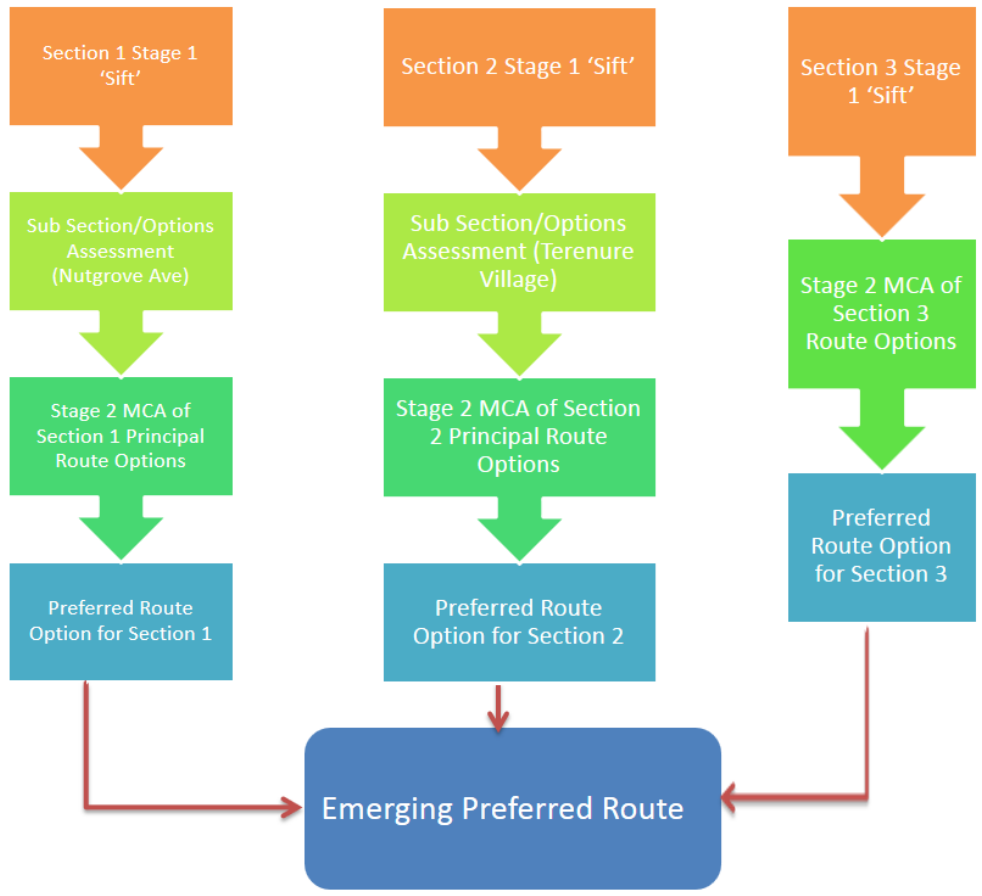 Section 1 Stage 1
‘Sift’
Sub Section/Options
Assessment
(Nutgrove Ave)
Stage 2 MCA of
Section 1 Principal
Route Options
Preferred Route
Option for Section 1
Section 2 Stage 1 ‘Sift’
Sub Section/Options
Assessment (Terenure
Village)
Stage 2 MCA of Section
2 Principal Route
Options
Preferred Route
Option for Section 2
Section 3 Stage
1 ‘Sift’
Stage 2 MCA of
Section 3
Route Options
Preferred
Route Option
for Section 3
Emerging Preferred Route